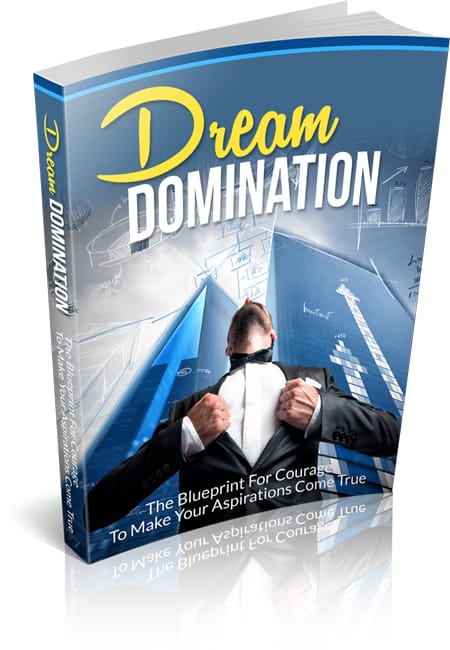 Dream
DOMINATION
The Blueprint For Courage
To Make Your Aspirations Come True
Dream DOMINATION
The Blueprint For Courage
To Make Your Aspirations Come True